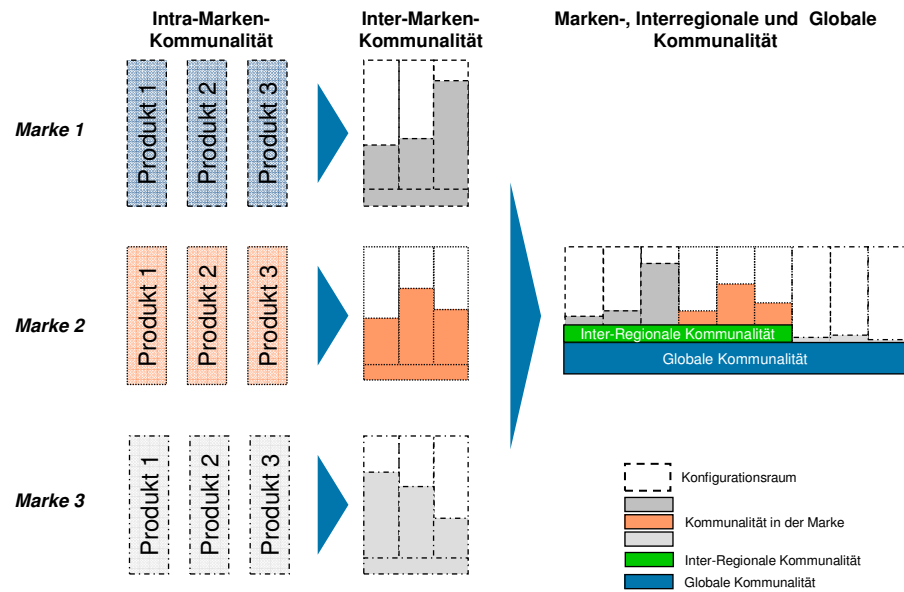 Intra-Marken-
Kommunalität
Inter-Marken-
Kommunalität
Marken-, Interregionale und Globale
Kommunalität
Marke 1
Produkt 1
Produkt 2
Produkt 3
Marke 2
Produkt 1
Produkt 2
Produkt 3
Inter-Regionale Kommunalität
Globale Kommunalität
Marke 3
Produkt 1
Produkt 2
Produkt 3
Konfigurationsraum
Kommunalität in der Marke
Inter-Regionale Kommunalität
Globale Kommunalität